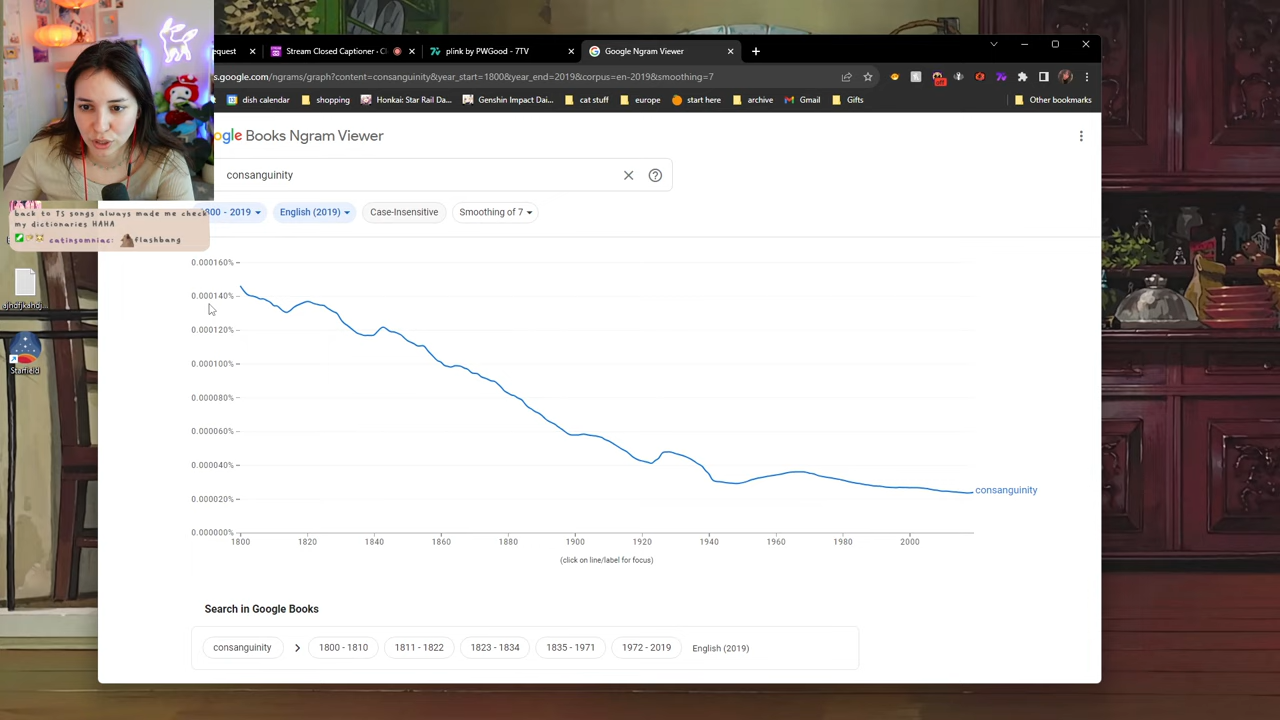 equest
Stream Closed Captioner · C
plink by PWGood - 7TV
Google Ngram Viewer
s.google.com/ngrams/graph?content=consanguinity&year_start=1800&year_end=2019&corpus=en-2019&smoothing=7
off
dish calendar
shopping
Honkai: Star Rail Da...
Genshin Impact Dai...
cat stuff
europe
start here
archive
Gmail
Gifts
Other bookmarks
ogle Books Ngram Viewer
consanguinity
800 - 2019
English (2019)
Case-Insensitive
Smoothing of 7
back to TS songs always made me check
my dictionaries HAHA
catinsomniac: flashbang
Starfield
0.000160%
0.000140%
0.000120%
0.000100%
0.000080%
0.000060%
0.000040%
0.000020%
0.000000%
consanguinity
1800 1820 1840 1860 1880 1900 1920 1940 1960 1980 2000
(click on line/label for focus)
Search in Google Books
consanguinity
1800 - 1810
1811 - 1822
1823 - 1834
1835 - 1971
1972 - 2019
English (2019)